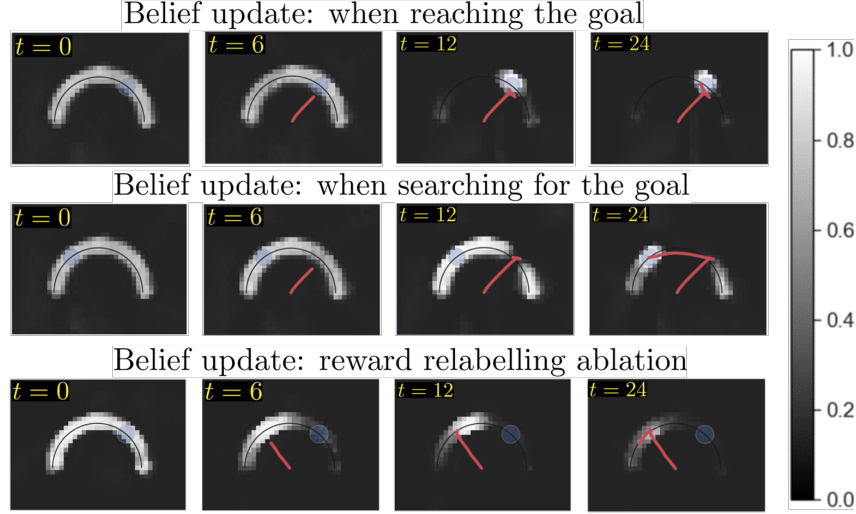 Belief update: when reaching the goal
t = 0
t = 6
t = 12
t = 24
Belief update: when searching for the goal
t = 0
t = 6
t = 12
t = 24
Belief update: reward relabelling ablation
t = 0
t = 6
t = 12
t = 24
1.0
0.8
0.6
0.4
0.2
0.0